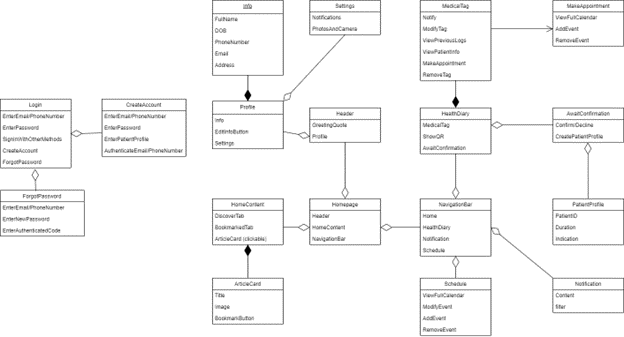 Info
FullName
DOB
PhoneNumber
Email
Address
Settings
Notifications
PhotosAndCamera
MedicalTag
Notify
ModifyTag
ViewPreviousLogs
ViewPatientInfo
MakeAppointment
RemoveTag
MakeAppointment
ViewFullCalendar
AddEvent
RemoveEvent
Login
EnterEmail/PhoneNumber
EnterPassword
SignInWithOtherMethods
CreateAccount
ForgotPassword
CreateAccount
EnterEmail/PhoneNumber
EnterPassword
EnterPatientProfile
AuthenticateEmail/PhoneNumber
Profile
Info
EditInfoButton
Settings
Header
GreetingQuote
Profile
HealthDiary
MedicalTag
ShowQR
AwaitConfirmation
AwaitConfirmation
Confirm/Decline
CreatePatientProfile
ForgotPassword
EnterEmail/PhoneNumber
EnterNewPassword
EnterAuthenticatedCode
HomeContent
DiscoverTab
BookmarkedTab
ArticleCard (clickable)
Homepage
Header
HomeContent
NavigationBar
NavigationBar
Home
HealthDiary
Notification
Schedule
PatientProfile
PatientID
Duration
Indication
ArticleCard
Title
Image
BookmarkButton
Schedule
ViewFullCalendar
ModifyEvent
AddEvent
RemoveEvent
Notification
Content
filter